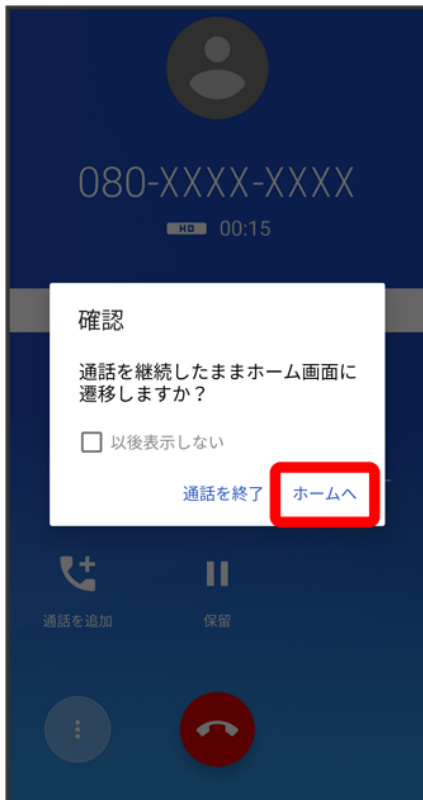 080-XXXX-XXXX
HD 00:15
確認
通話を継続したままホーム画面に
遷移しますか？
以後表示しない
通話を終了 ホームへ
通話を追加 保留